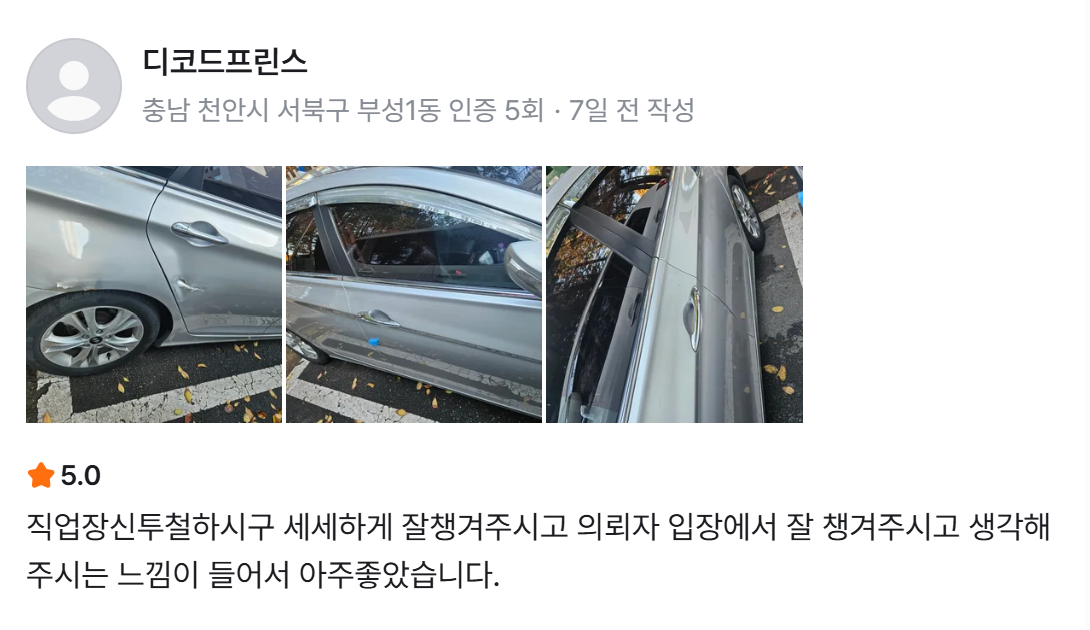 디코드프린스
충남 천안시 서북구 부성1동 인증 5회 · 7일 전 작성
5.0
직업장신투철하시구 세세하게 잘챙겨주시고 의뢰자 입장에서 잘 챙겨주시고 생각해
주시는 느낌이 들어서 아주좋았습니다.